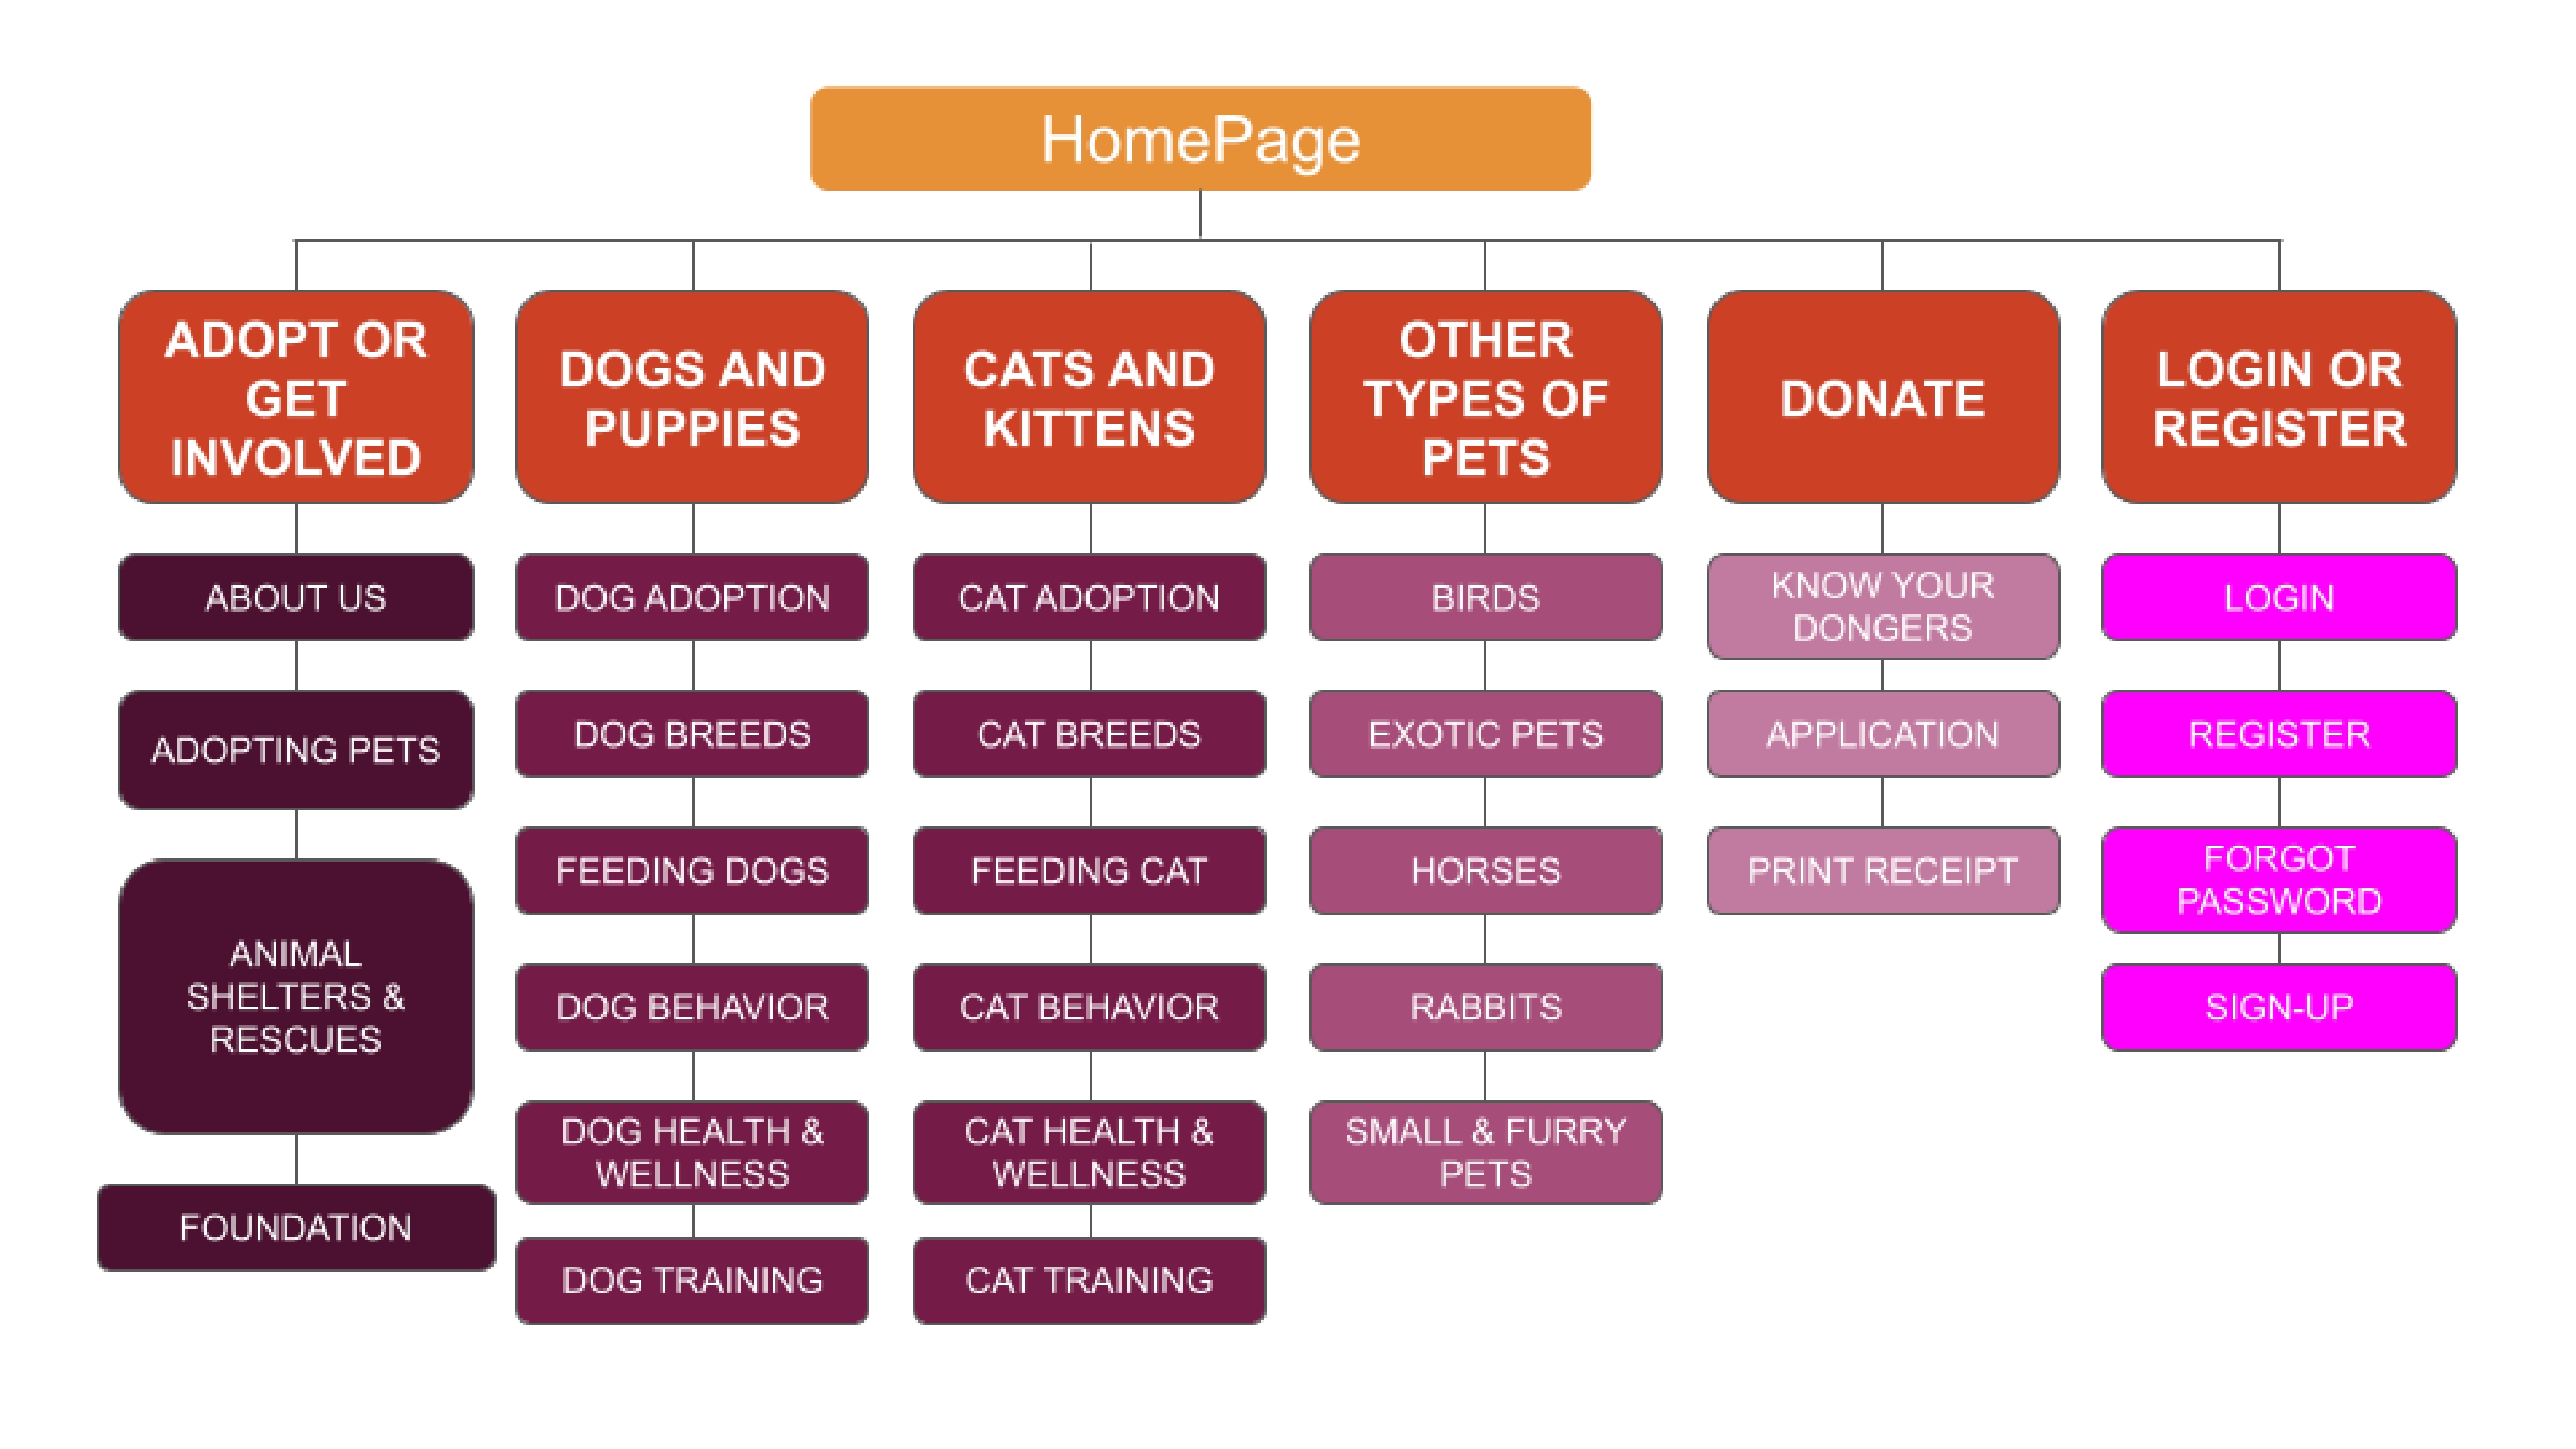 HomePage
ADOPT OR
GET
INVOLVED
ABOUT US
ADOPTING PETS
ANIMAL
SHELTERS &
RESCUES
FOUNDATION
DOGS AND
PUPPIES
DOG ADOPTION
DOG BREEDS
FEEDING DOGS
DOG BEHAVIOR
DOG HEALTH &
WELLNESS
DOG TRAINING
CATS AND
KITTENS
CAT ADOPTION
CAT BREEDS
FEEDING CAT
CAT BEHAVIOR
CAT HEALTH &
WELLNESS
CAT TRAINING
OTHER
TYPES OF
PETS
BIRDS
EXOTIC PETS
HORSES
RABBITS
SMALL & FURRY
PETS
DONATE
KNOW YOUR
DONGERS
APPLICATION
PRINT RECEIPT
LOGIN OR
REGISTER
LOGIN
REGISTER
FORGOT
PASSWORD
SIGN-UP